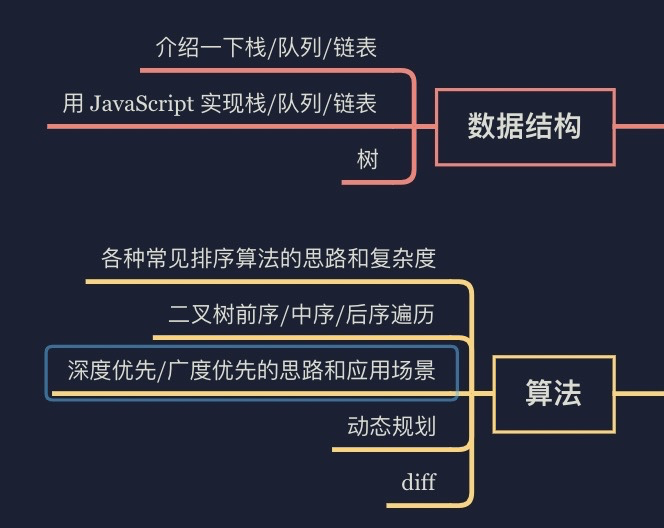 介绍一下栈/队列/链表
用 JavaScript 实现栈/队列/链表
数据结构
树
各种常见排序算法的思路和复杂度
二叉树前序/中序/后序遍历
深度优先/广度优先的思路和应用场景
算法
动态规划
diff